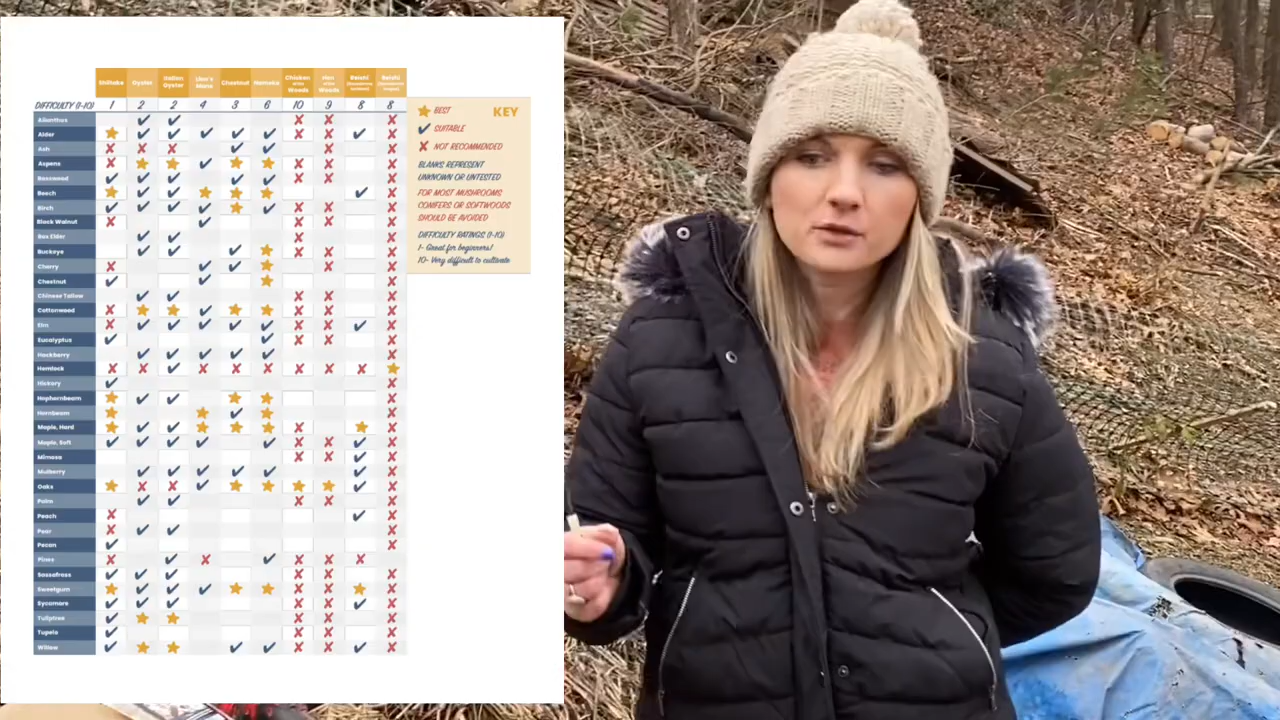 Shiitake Oyster Italian Oyster Lion's Mane Chestnut Nameko Chicken of the Woods Hen of the Woods Reishi Reishi
DIFFICULTY (1-10) 1 2 2 4 3 6 10 9 8 8
Ailanthus
Alder
Ash
Aspens
Basswood
Beech
Birch
Black Walnut
Box Elder
Buckeye
Cherry
Chestnut
Chinese Tallow
Cottonwood
Elm
Eucalyptus
Hackberry
Hemlock
Hickory
Hophornbeam
Hornbeam
Maple, Hard
Maple, Soft
Mimosa
Mulberry
Oaks
Palm
Peach
Pear
Pecan
Pines
Sassafrass
Sweetgum
Sycamore
Tuliptree
Tupelo
Willow
BEST KEY
SUITABLE
NOT RECOMMENDED
BLANKS REPRESENT
UNKNOWN OR UNTESTED
FOR MOST MUSHROOMS
CONIFERS OR SOFTWOODS
SHOULD BE AVOIDED
DIFFICULTY RATINGS (1-10)
1- Great for beginners!
10- Very difficult to cultivate